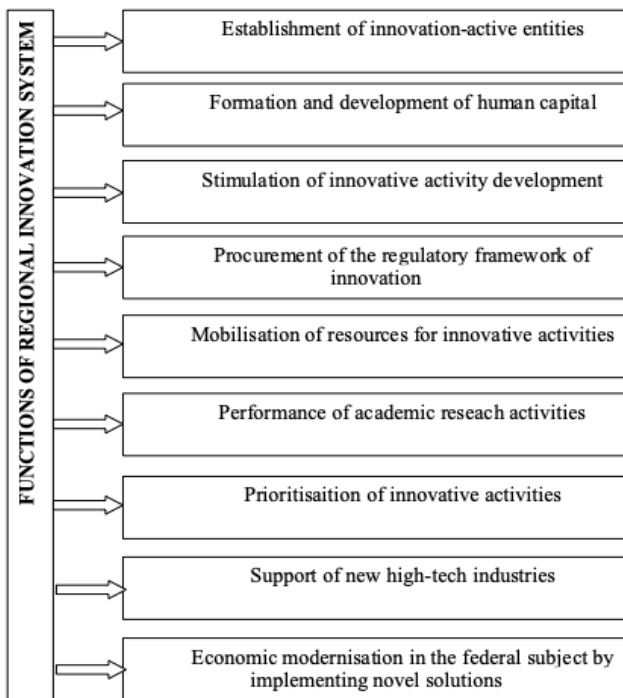 FUNCTIONS OF REGIONAL INNOVATION SYSTEM
Establishment of innovation-active entities
Formation and development of human capital
Stimulation of innovative activity development
Procurement of the regulatory framework of
innovation
Mobilisation of resources for innovative activities
Performance of academic reseach activities
Prioritisaition of innovative activities
Support of new high-tech industries
Economic modernisation in the federal subject by
implementing novel solutions